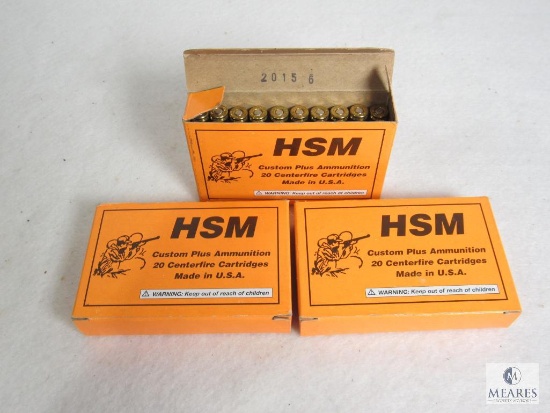 2015 6
HSM
Custom Plus Ammunition
20 Centerfire Cartridges
Made in U.S.A.
WARNING: Keep out of reach of children
HSM
Custom Plus Ammunition
20 Centerfire Cartridges
Made in U.S.A.
WARNING: Keep out of reach of children
HSM
Custom Plus Ammunition
20 Centerfire Cartridges
Made in U.S.A.
WARNING: Keep out of reach of children
M
MEARES